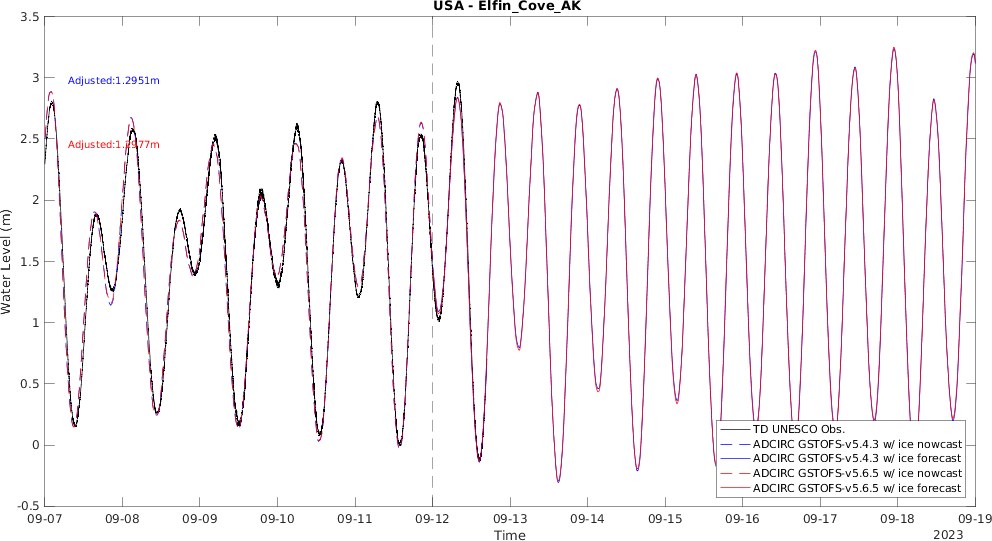 USA - Elfin_Cove_AK
3.5
3
2.5
2
1.5
1
0.5
0
-0.5
Water Level (m)
Adjusted:1.2951m
Adjusted:1.2977m
TD UNESCO Obs.
ADCIRC GSTOFS-v5.4.3 w/ ice nowcast
ADCIRC GSTOFS-v5.4.3 w/ ice forecast
ADCIRC GSTOFS-v5.6.5 w/ ice nowcast
ADCIRC GSTOFS-v5.6.5 w/ ice forecast
09-07 09-08 09-09 09-10 09-11 09-12 09-13 09-14 09-15 09-16 09-17 09-18 09-19
Time
2023